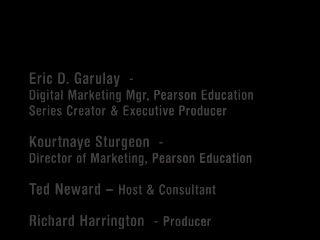 Eric D. Garulay -
Digital Marketing Mgr, Pearson Education
Series Creator & Executive Producer
Kourtnaye Sturgeon -
Director of Marketing, Pearson Education
Ted Neward – Host & Consultant
Richard Harrington - Producer